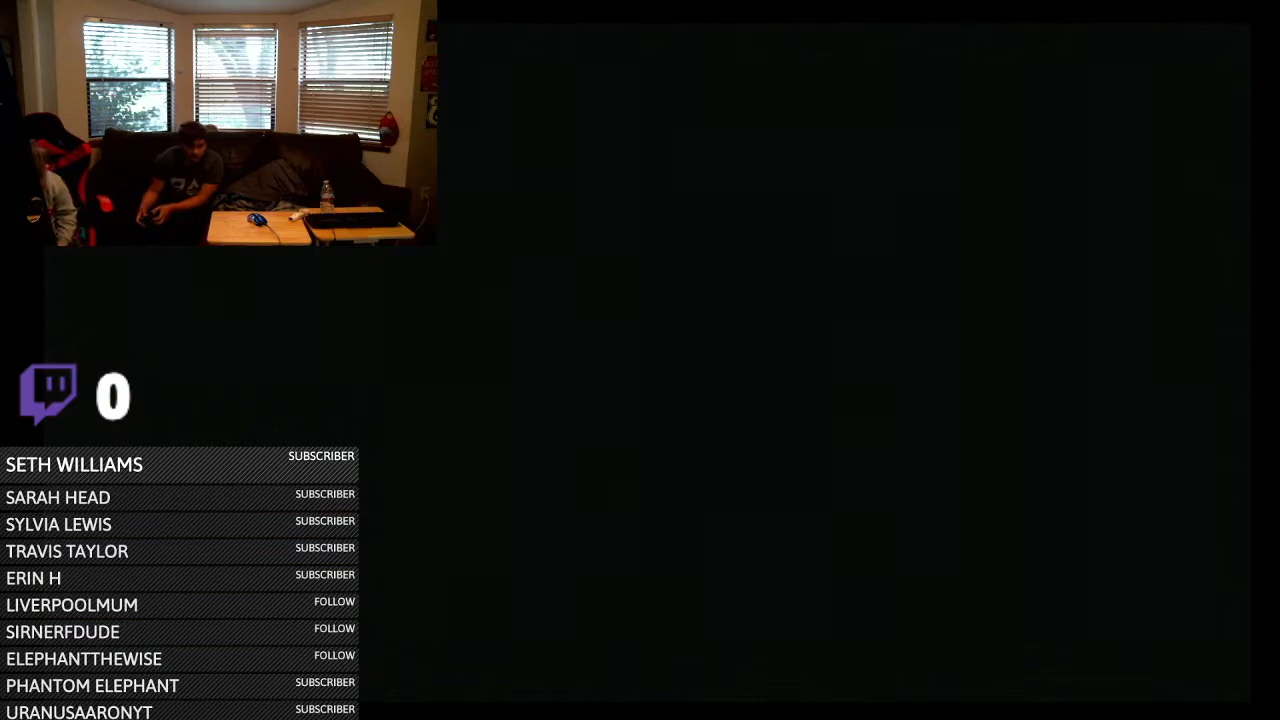 0
SETH WILLIAMS SUBSCRIBER
SARAH HEAD SUBSCRIBER
SYLVIA LEWIS SUBSCRIBER
TRAVIS TAYLOR SUBSCRIBER
ERIN H SUBSCRIBER
LIVERPOOLMUM FOLLOW
SIRNERFDUDE FOLLOW
ELEPHANTTHEWISE FOLLOW
PHANTOM ELEPHANT SUBSCRIBER
URANUSAARONYT SUBSCRIBER